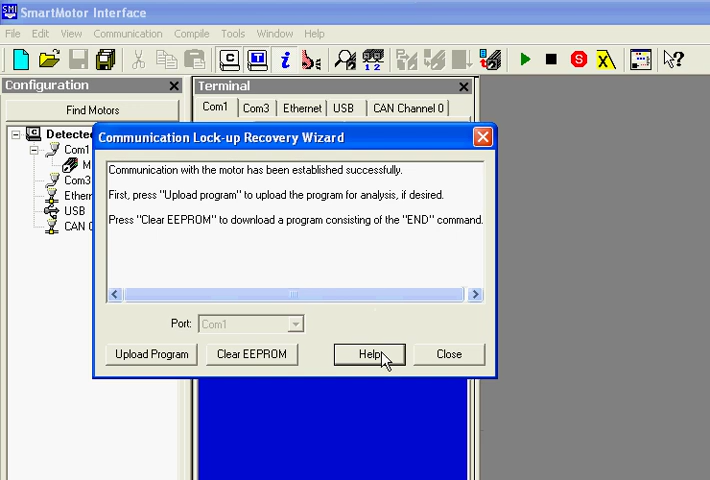 SMI SmartMotor Interface
File Edit View Communication Compile Tools Window Help
Configuration
Terminal
Find Motors
Com1 Com3 Ethernet USB CAN Channel 0
Detected
Com1
M
Com3
Ethern
USB
CAN C
Communication Lock-up Recovery Wizard
Communication with the motor has been established successfully.
First, press "Upload program" to upload the program for analysis, if desired.
Press "Clear EEPROM" to download a program consisting of the "END" command.
Port: Com1
Upload Program Clear EEPROM Help Close